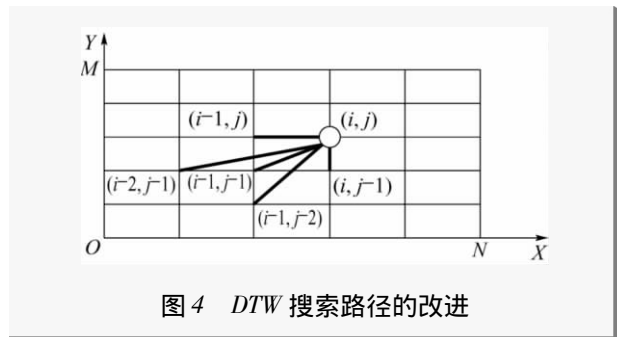 Y
M
(i-1, j)
(i, j)
(i-2, j-1)
(i-1, j-1)
(i, j-1)
(i-1, j-2)
O
N
X
图 4 DTW 搜索路径的改进